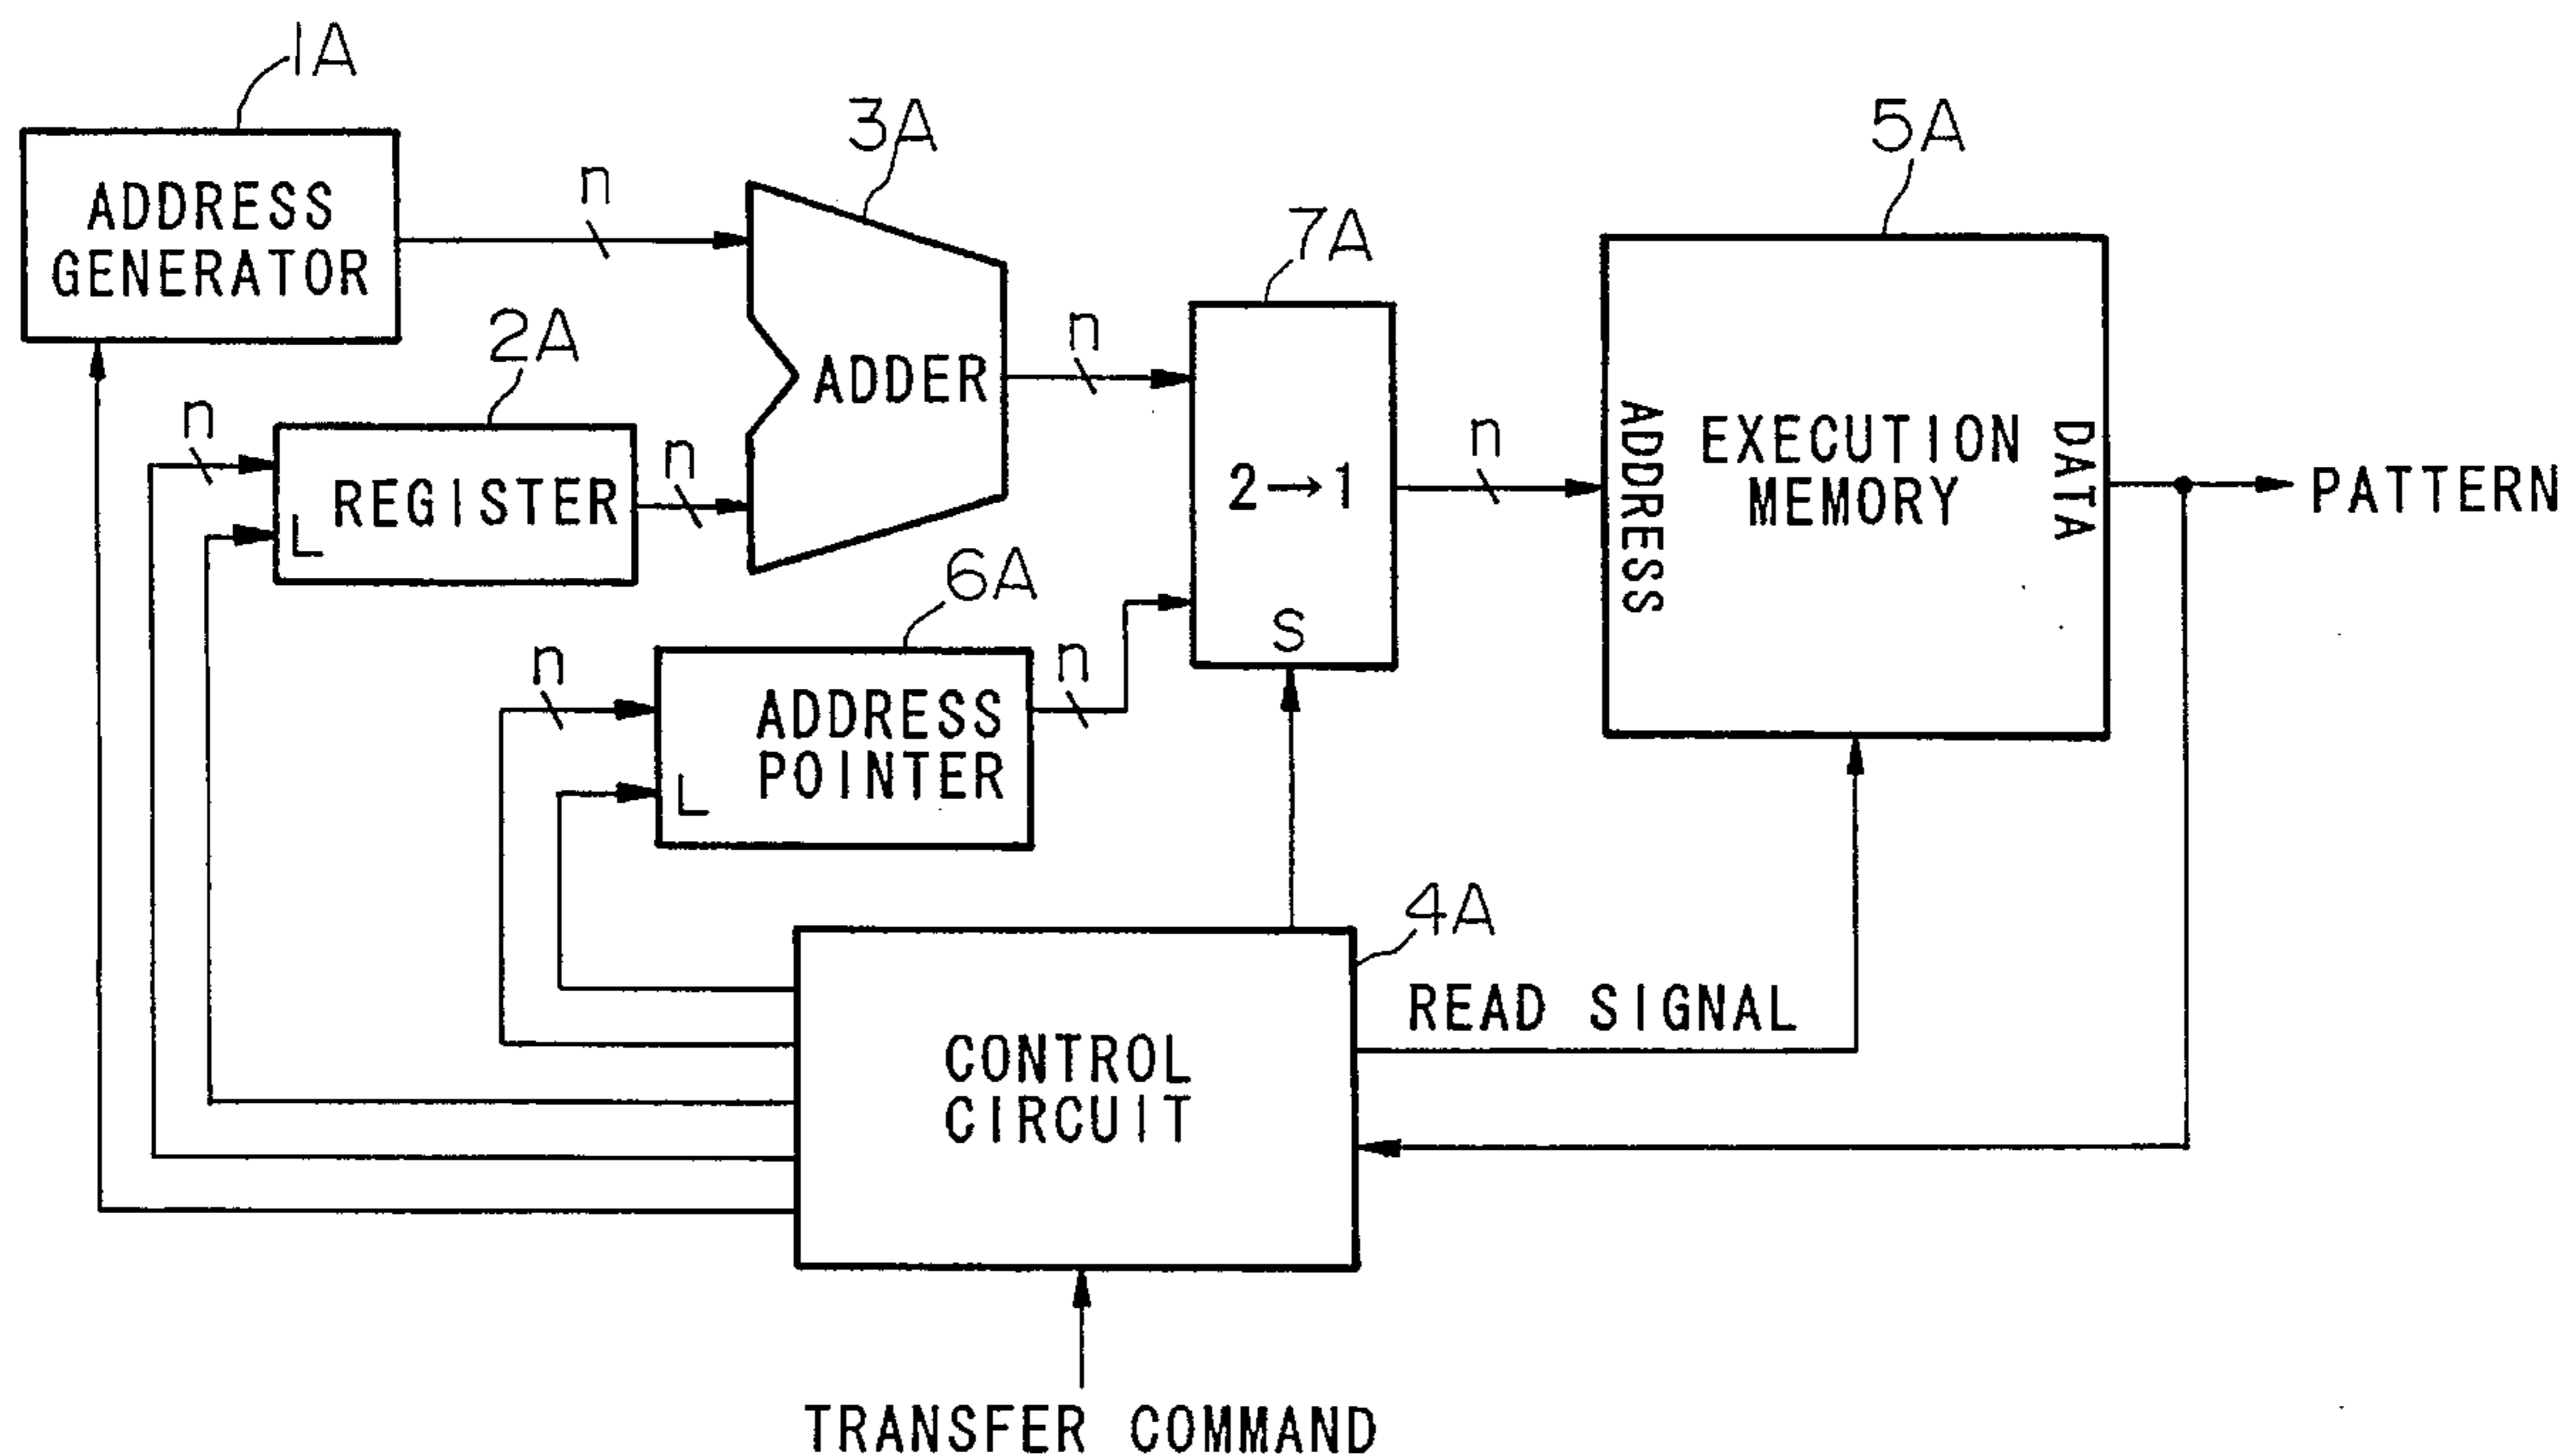 1A
ADDRESS
GENERATOR
n
3A
ADDER
n
2A
n
L REGISTER
n
7A
2→1
S
n
5A
ADDRESS
EXECUTION
MEMORY
DATA
PATTERN
6A
n
ADDRESS
L POINTER
n
4A
CONTROL
CIRCUIT
READ SIGNAL
TRANSFER COMMAND